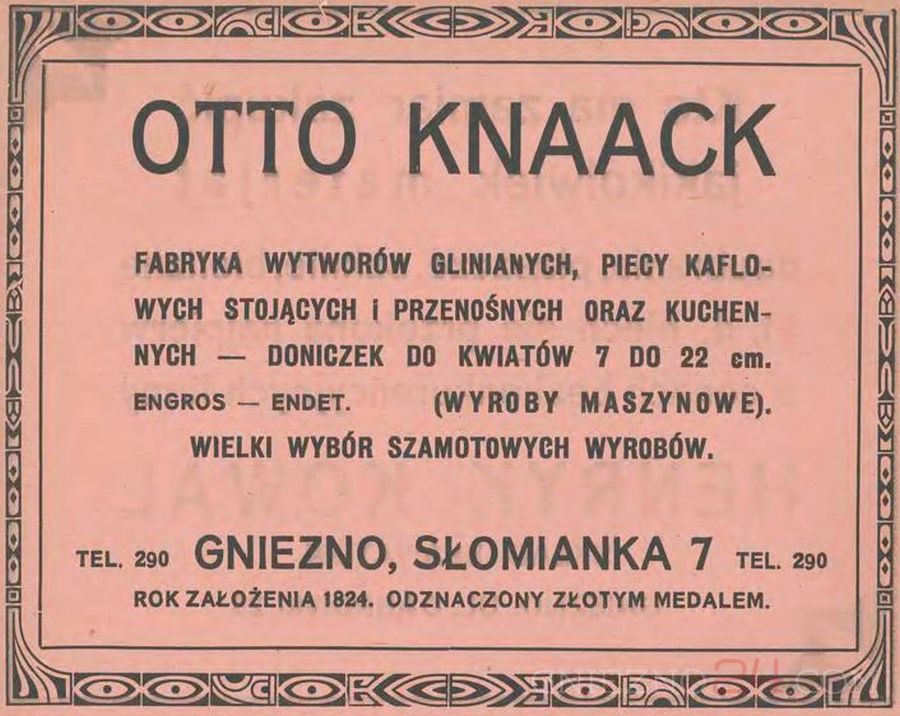 OTTO KNAACK
FABRYKA WYTWORÓW GLINIANYCH, PIECY KAFLO-
WYCH STOJĄCYCH i PRZENOŚNYCH ORAZ KUCHEN-
NYCH — DONICZEK DO KWIATÓW 7 DO 22 cm.
ENGROS — ENDET. (WYROBY MASZYNOWE).
WIELKI WYBÓR SZAMOTOWYCH WYROBÓW.
TEL. 290 GNIEZNO, SŁOMIANKA 7 TEL. 290
ROK ZAŁOŻENIA 1824. ODZNACZONY ZŁOTYM MEDALEM.
GNIEZNO24.COM